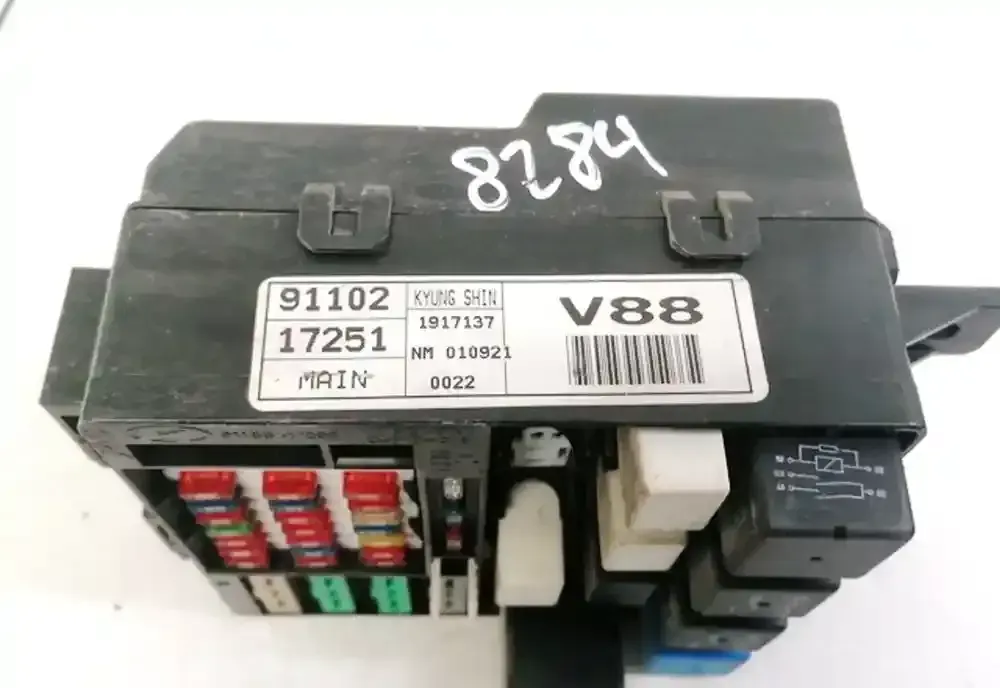 8284
91102
17251
MAIN
KYUNG SHIN
1917137
NM 010921
0022
V88